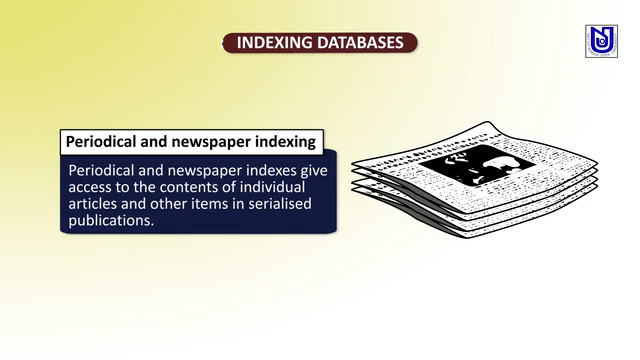 INDEXING DATABASES
Periodical and newspaper indexing
Periodical and newspaper indexes give
access to the contents of individual
articles and other items in serialised
publications.